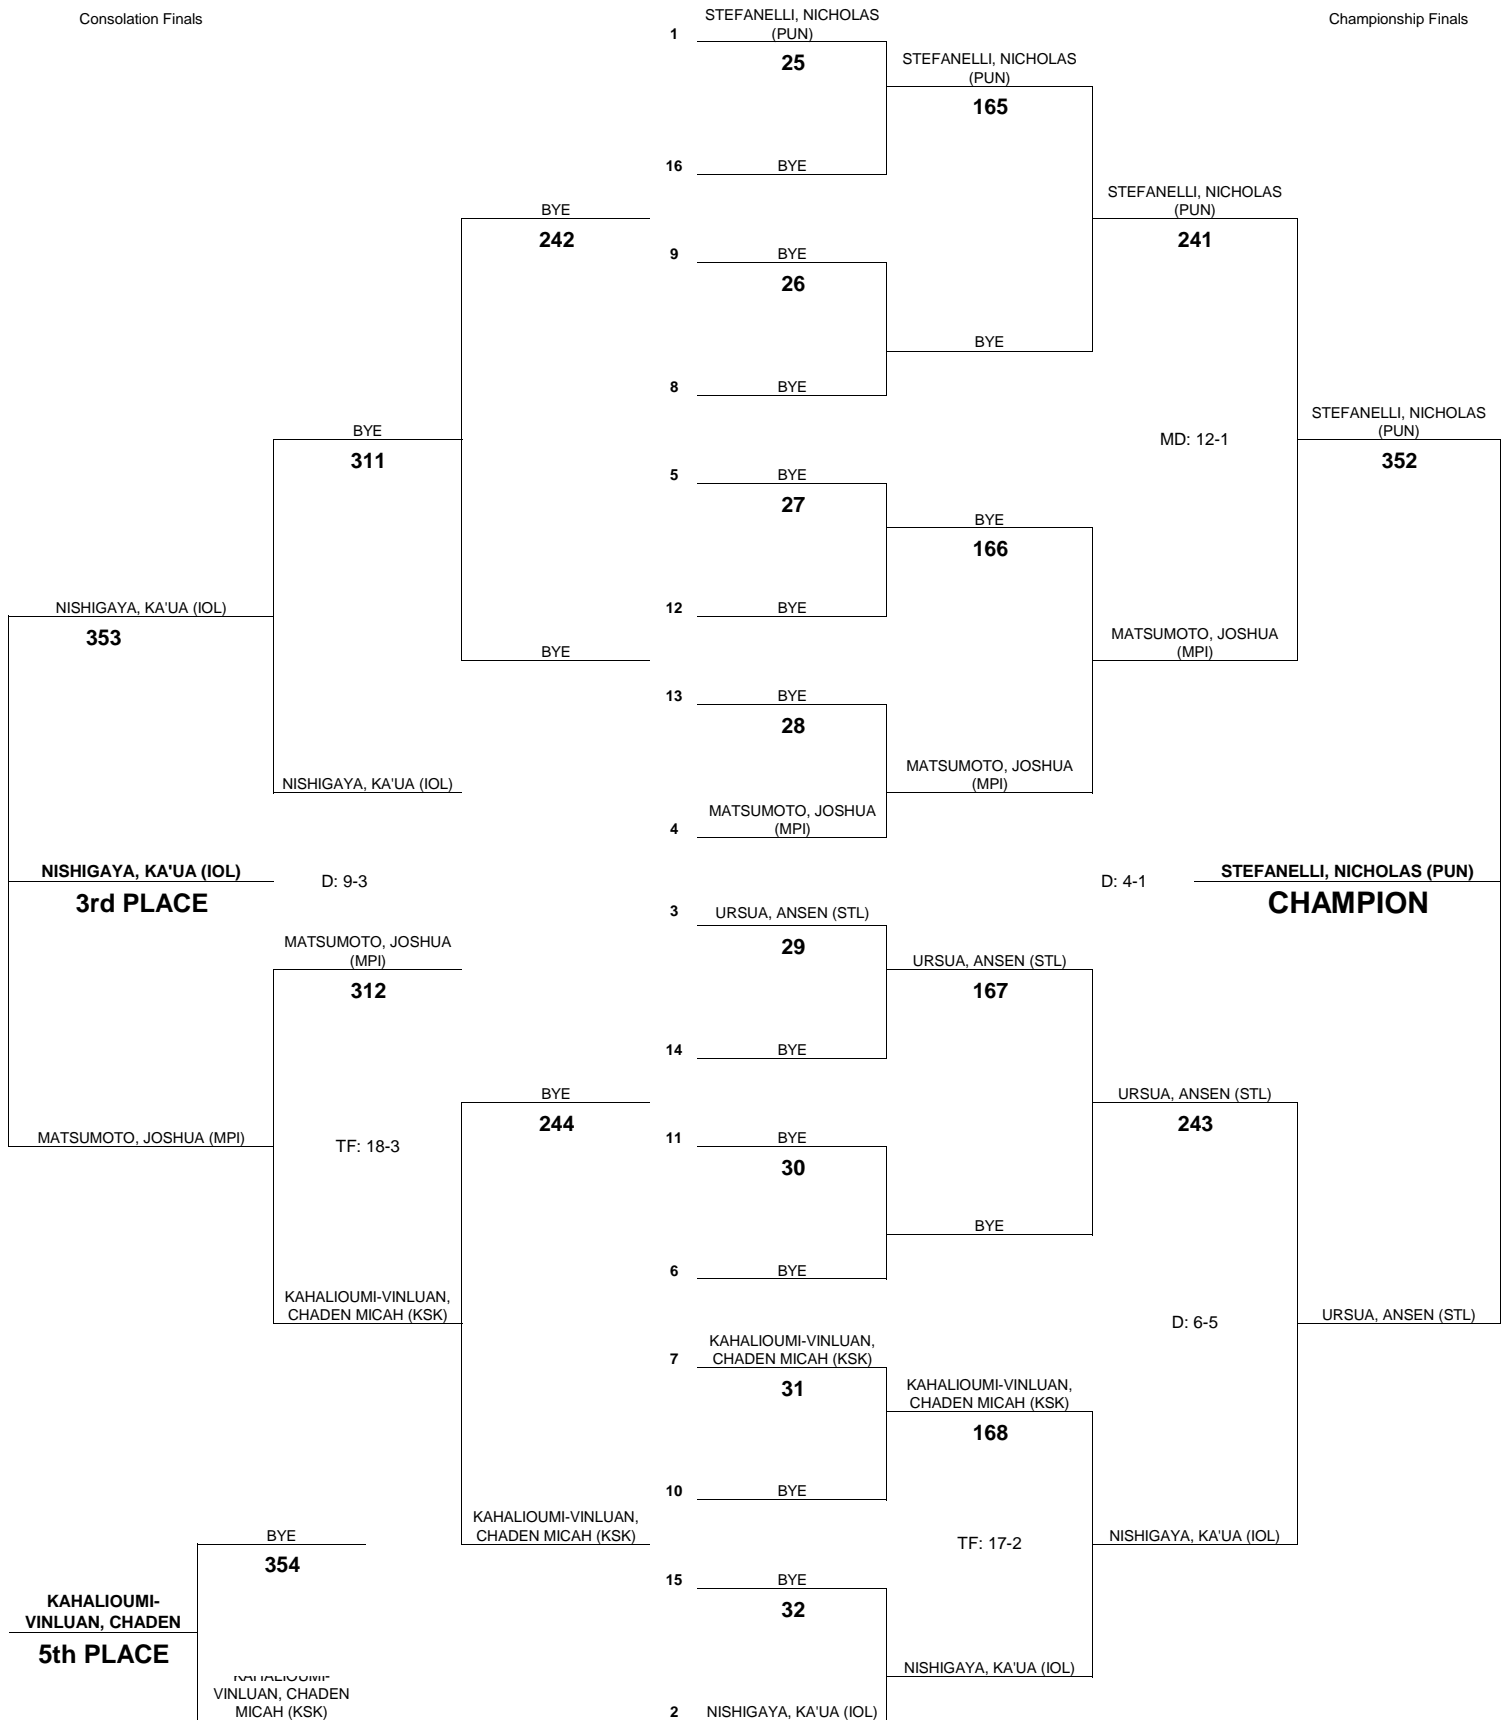 Consolation Finals
Championship Finals
STEFANELLI, NICHOLAS
(PUN)
1
25
STEFANELLI, NICHOLAS
(PUN)
165
16
BYE
STEFANELLI, NICHOLAS
(PUN)
241
BYE
242
9
BYE
26
BYE
8
BYE
STEFANELLI, NICHOLAS
(PUN)
352
MD: 12-1
BYE
311
5
BYE
27
BYE
166
12
BYE
NISHIGAYA, KA'UA (IOL)
353
MATSUMOTO, JOSHUA
(MPI)
BYE
13
BYE
28
MATSUMOTO, JOSHUA
(MPI)
NISHIGAYA, KA'UA (IOL)
MATSUMOTO, JOSHUA
(MPI)
4
NISHIGAYA, KA'UA (IOL)
3rd PLACE
D: 9-3
D: 4-1
STEFANELLI, NICHOLAS (PUN)
CHAMPION
3
URSUA, ANSEN (STL)
29
MATSUMOTO, JOSHUA
(MPI)
312
URSUA, ANSEN (STL)
167
14
BYE
BYE
244
URSUA, ANSEN (STL)
243
MATSUMOTO, JOSHUA (MPI)
TF: 18-3
11
BYE
30
BYE
6
BYE
KAHALIOUMI-VINLUAN,
CHADEN MICAH (KSK)
D: 6-5
URSUA, ANSEN (STL)
KAHALIOUMI-VINLUAN,
CHADEN MICAH (KSK)
7
31
KAHALIOUMI-VINLUAN,
CHADEN MICAH (KSK)
168
10
BYE
KAHALIOUMI-VINLUAN,
CHADEN MICAH (KSK)
TF: 17-2
NISHIGAYA, KA'UA (IOL)
BYE
354
15
BYE
32
KAHALIOUMI-
VINLUAN, CHADEN
5th PLACE
NISHIGAYA, KA'UA (IOL)
KAHALIOUMI-
VINLUAN, CHADEN
MICAH (KSK)
2
NISHIGAYA, KA'UA (IOL)